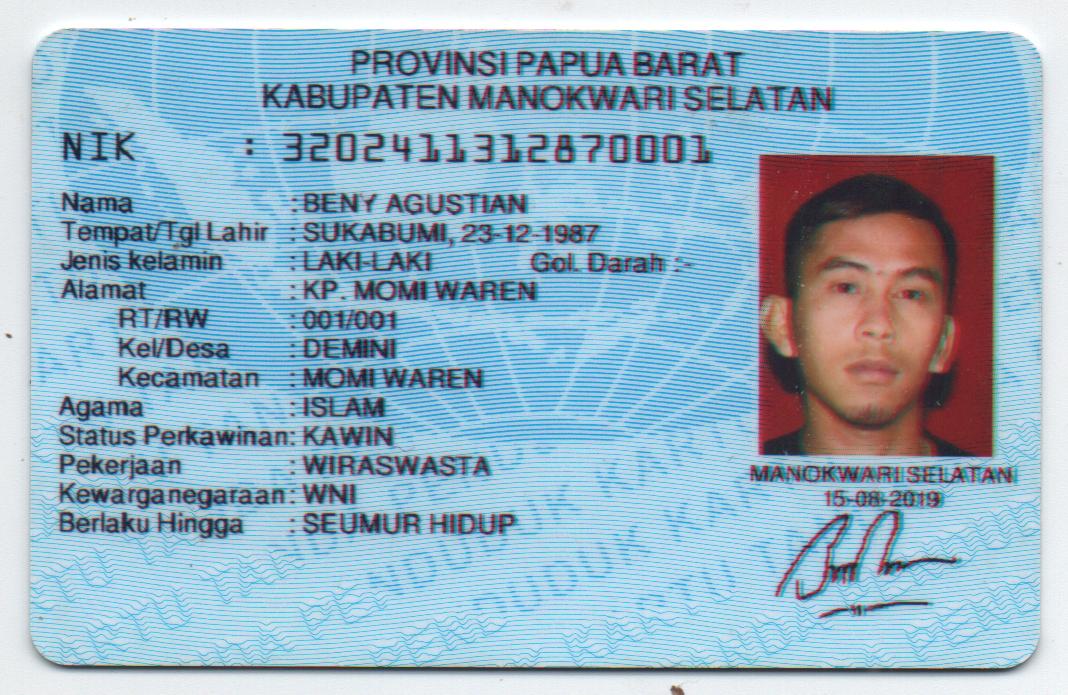 PROVINSI PAPUA BARAT
KABUPATEN MANOKWARI SELATAN
NIK : 3202411312870001
Nama : BENY AGUSTIAN
Tempat/Tgl Lahir : SUKABUMI, 23-12-1987
Jenis kelamin : LAKI-LAKI Gol. Darah :-
Alamat : KP. MOMI WAREN
RT/RW : 001/001
Kel/Desa : DEMINI
Kecamatan : MOMI WAREN
Agama : ISLAM
Status Perkawinan: KAWIN
Pekerjaan : WIRASWASTA
Kewarganegaraan: WNI
Berlaku Hingga : SEUMUR HIDUP
MANOKWARI SELATAN
15-08-2019